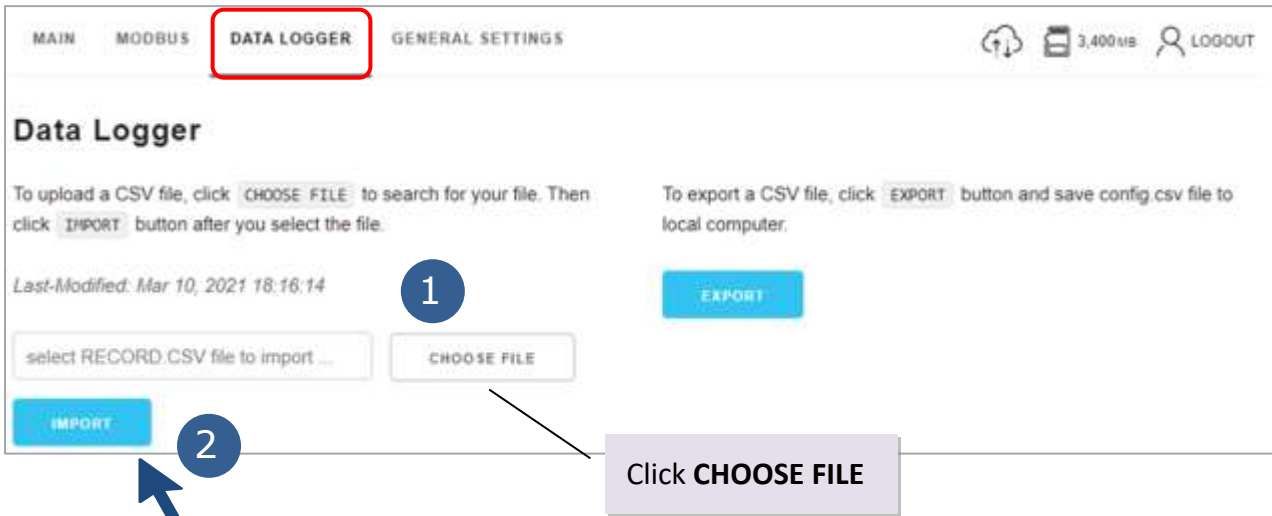 MAIN MODBUS DATA LOGGER GENERAL SETTINGS 3,400 MB LOGOUT
Data Logger
To upload a CSV file, click CHOOSE FILE to search for your file. Then
click IMPORT button after you select the file.
To export a CSV file, click EXPORT button and save config.csv file to
local computer.
Last-Modified: Mar 10, 2021 18:16:14
1
EXPORT
select RECORD.CSV file to import ...
CHOOSE FILE
IMPORT
2
Click CHOOSE FILE